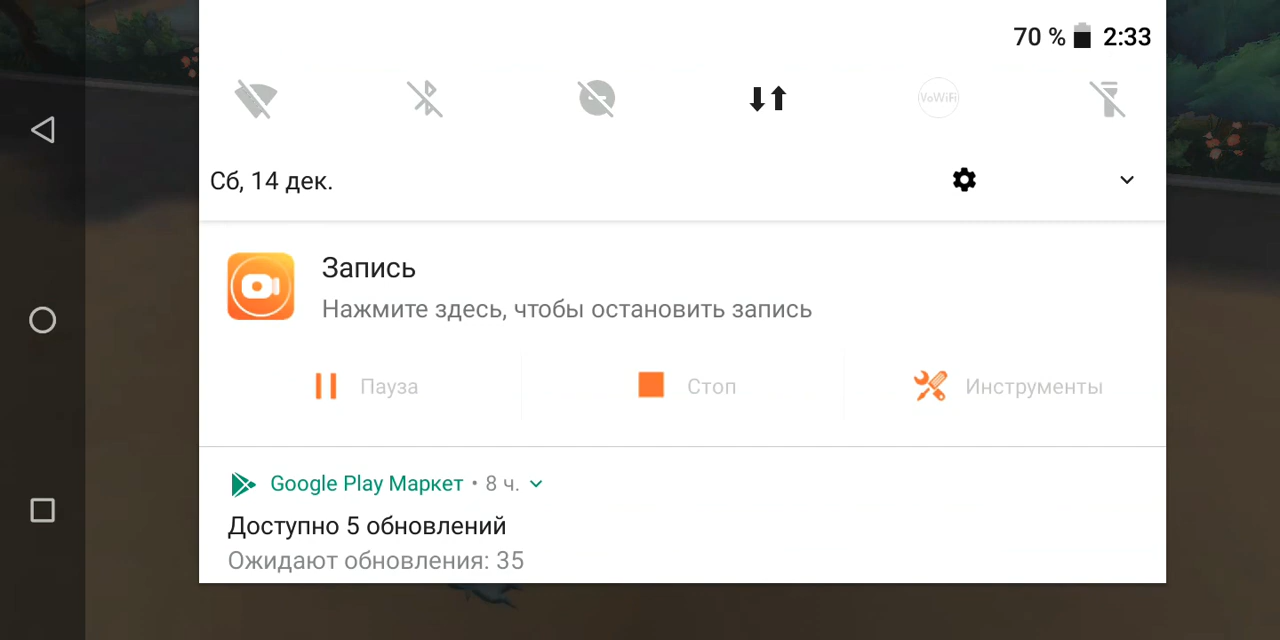 70 % 2:33
VoWiFi
Сб, 14 дек.
Запись
Нажмите здесь, чтобы остановить запись
Пауза Стоп Инструменты
Google Play Маркет • 8 ч.
Доступно 5 обновлений
Ожидают обновления: 35